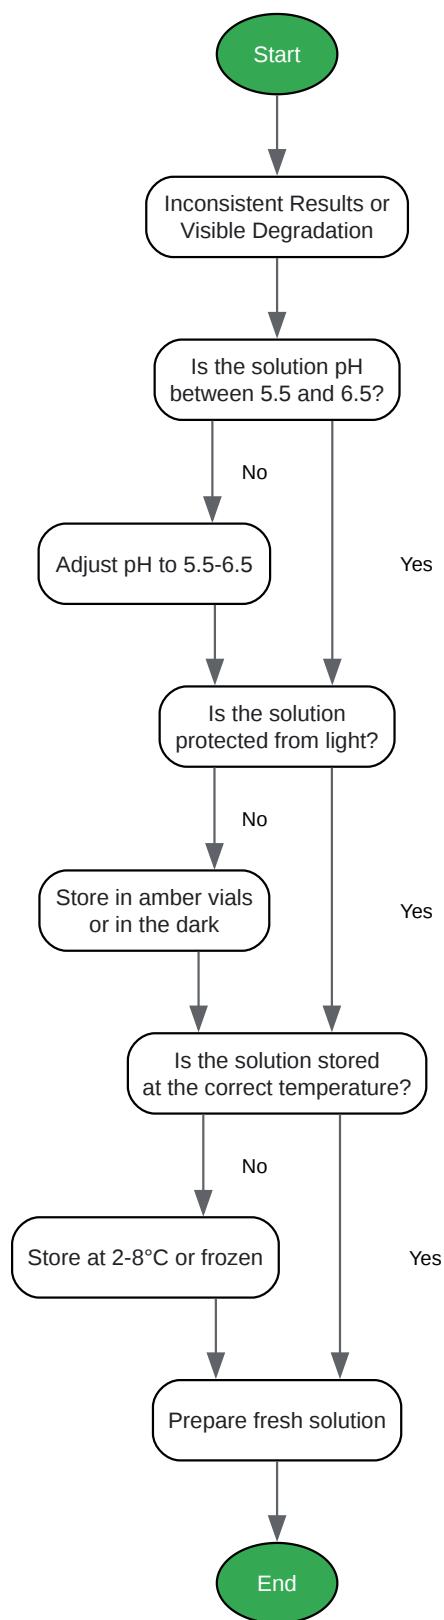 Start
Inconsistent Results or
Visible Degradation
Is the solution pH
between 5.5 and 6.5?
No
Adjust pH to 5.5-6.5
Yes
Is the solution
protected from light?
No
Store in amber vials
or in the dark
Yes
Is the solution stored
at the correct temperature?
No
Store at 2-8°C or frozen
Yes
Prepare fresh solution
End